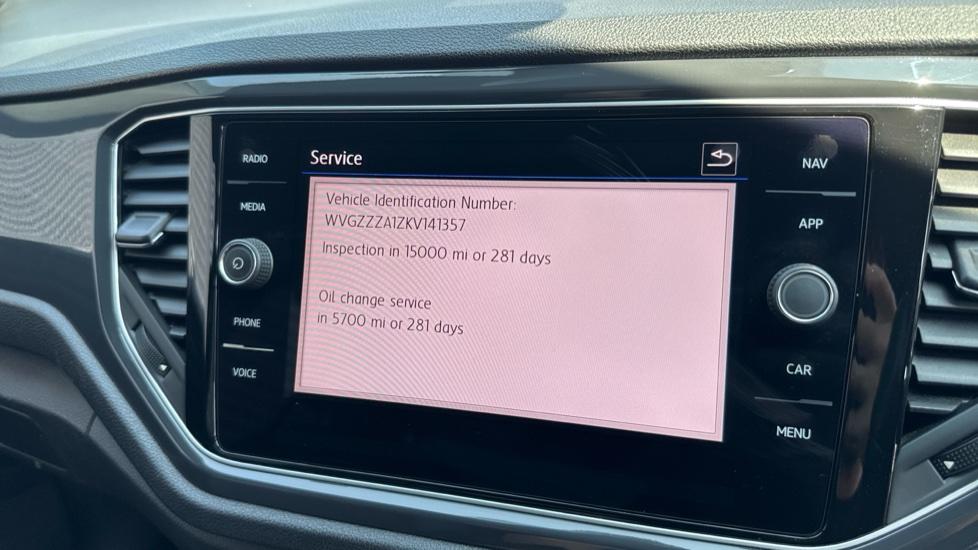 RADIO
MEDIA
PHONE
VOICE
Service
Vehicle Identification Number:
WVGZZZA1ZKV141357
Inspection in 15000 mi or 281 days
Oil change service
in 5700 mi or 281 days
NAV
APP
CAR
MENU